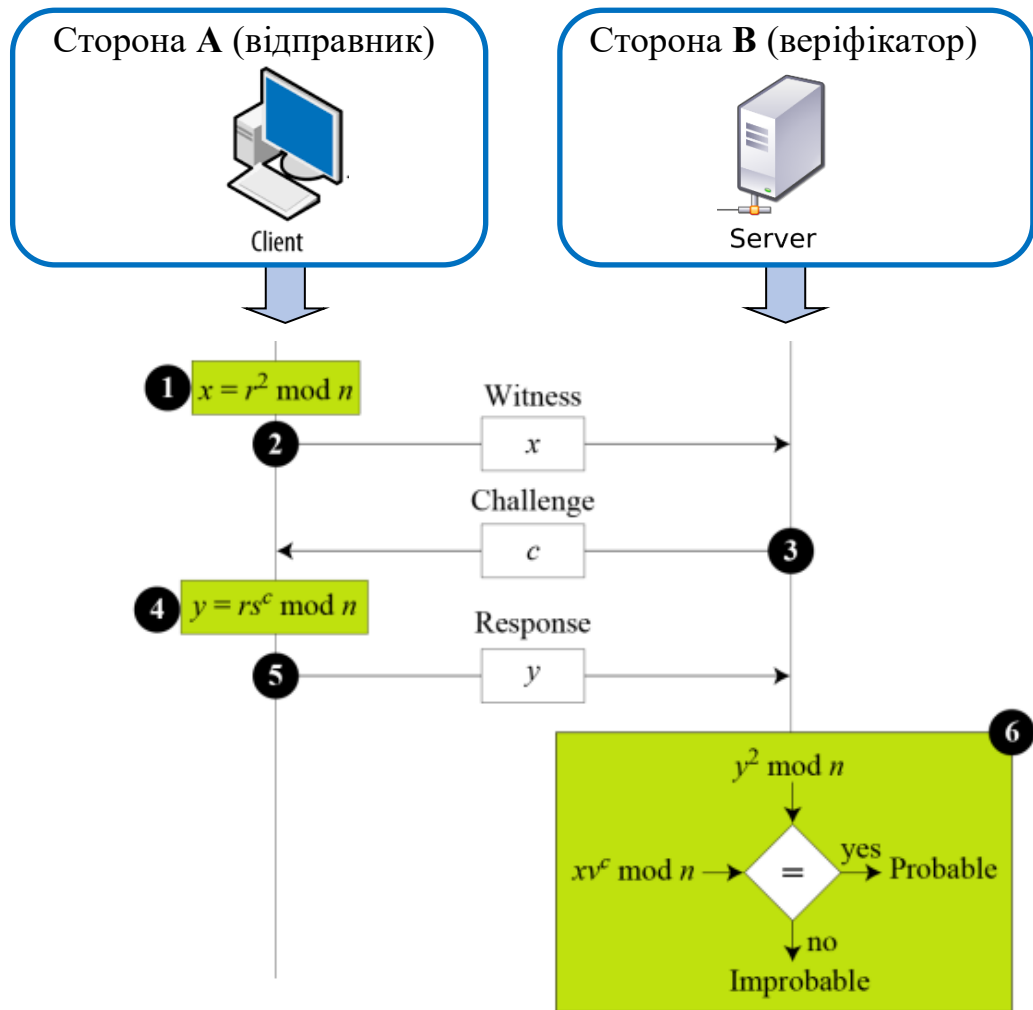 Сторона A (відправник)
Client
Сторона B (веріфікатор)
Server
1
x = r² mod n
2
Witness
x
Challenge
c
3
4
y = rsᶜ mod n
Response
5
y
6
y² mod n
xvᶜ mod n
=
yes
Probable
no
Improbable